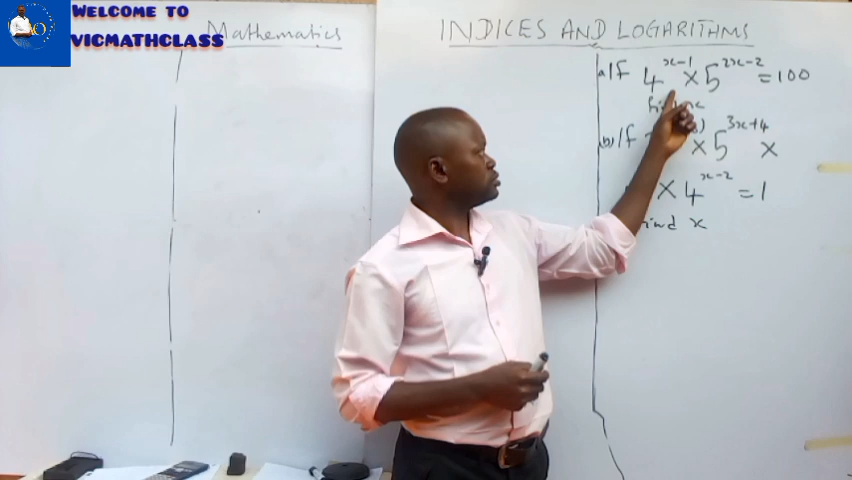 WELCOME TO
VICMATHCLASS
Mathematics
INDICES AND LOGARITHMS
a) If 4^{x-1} × 5^{2x-2} = 100
find x
(b) If × 5^{3x+4} ×
× 4^{x-2} = 1
find x